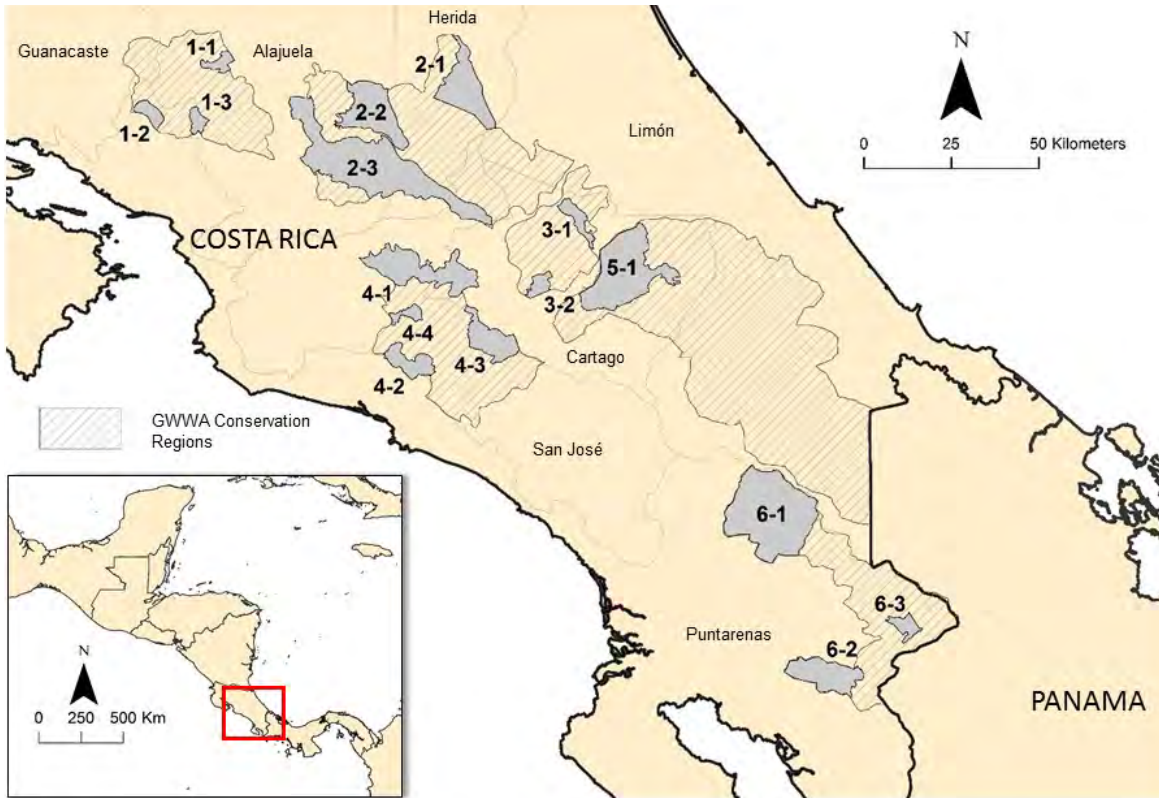 Herida
Guanacaste
1-1
Alajuela
2-1
N
1-3
2-2
1-2
Limón
2-3
0 25 50 Kilometers
3-1
COSTA RICA
5-1
4-1
3-2
4-4
4-3
Cartago
4-2
GWWA Conservation
Regions
San José
6-1
6-3
Puntarenas
6-2
N
PANAMA
0 250 500 Km